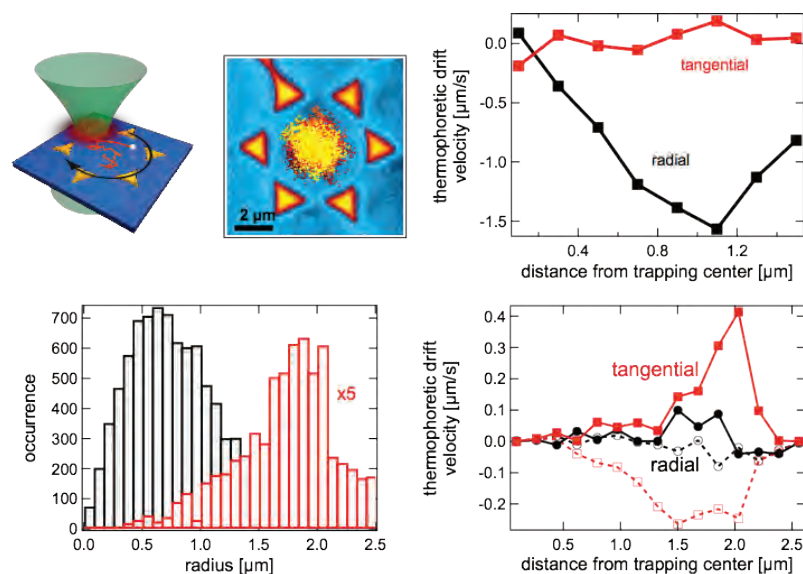 2 µm
thermophoretic drift
velocity [µm/s]
0.0
-0.5
-1.0
-1.5
tangential
radial
0.4
0.8
1.2
distance from trapping center [µm]
occurrence
700
600
500
400
300
200
100
0
x5
0.0
0.5
1.0
1.5
2.0
2.5
radius [µm]
thermophoretic drift
velocity [µm/s]
0.4
0.3
0.2
0.1
0.0
-0.1
-0.2
tangential
radial
0.5
1.0
1.5
2.0
2.5
distance from trapping center [µm]